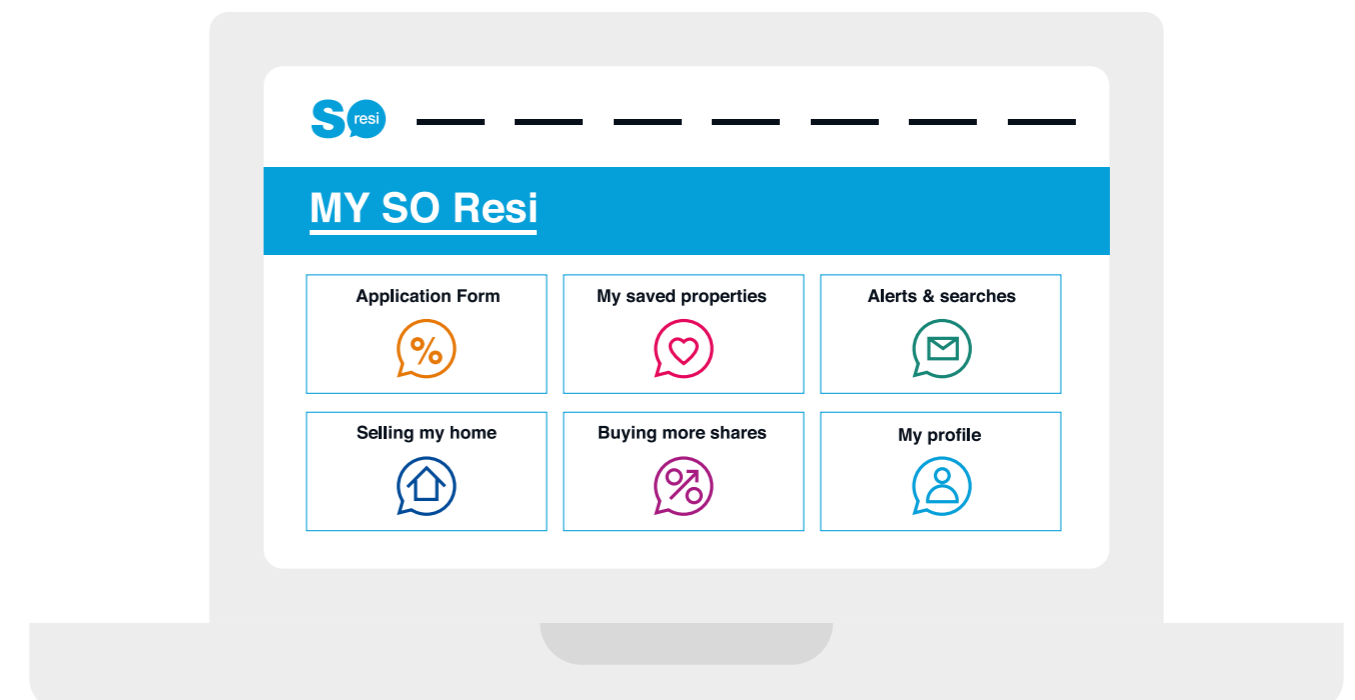 SO resi
MY SO Resi
Application Form
My saved properties
Alerts & searches
Selling my home
Buying more shares
My profile